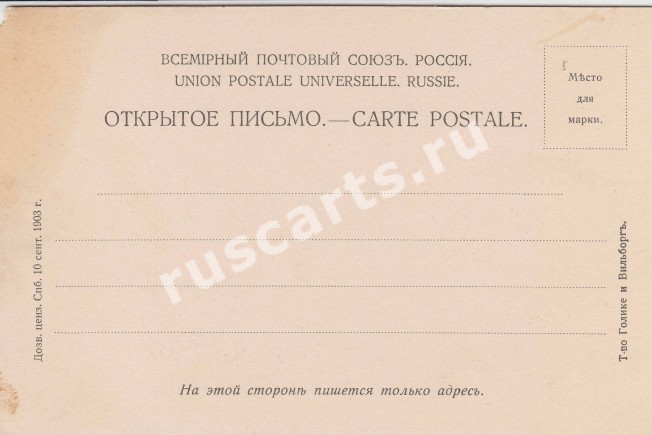 ВСЕМІРНЫЙ ПОЧТОВЫЙ СОЮЗЪ. РОССІЯ.
UNION POSTALE UNIVERSELLE. RUSSIE.
ОТКРЫТОЕ ПИСЬМО.—CARTE POSTALE.
Мѣсто
для
марки.
Дозв. ценз. Спб. 10 сент. 1903 г.
ruscarts.ru
Т-во Голике и Вильборгъ.
На этой сторонѣ пишется только адресъ.